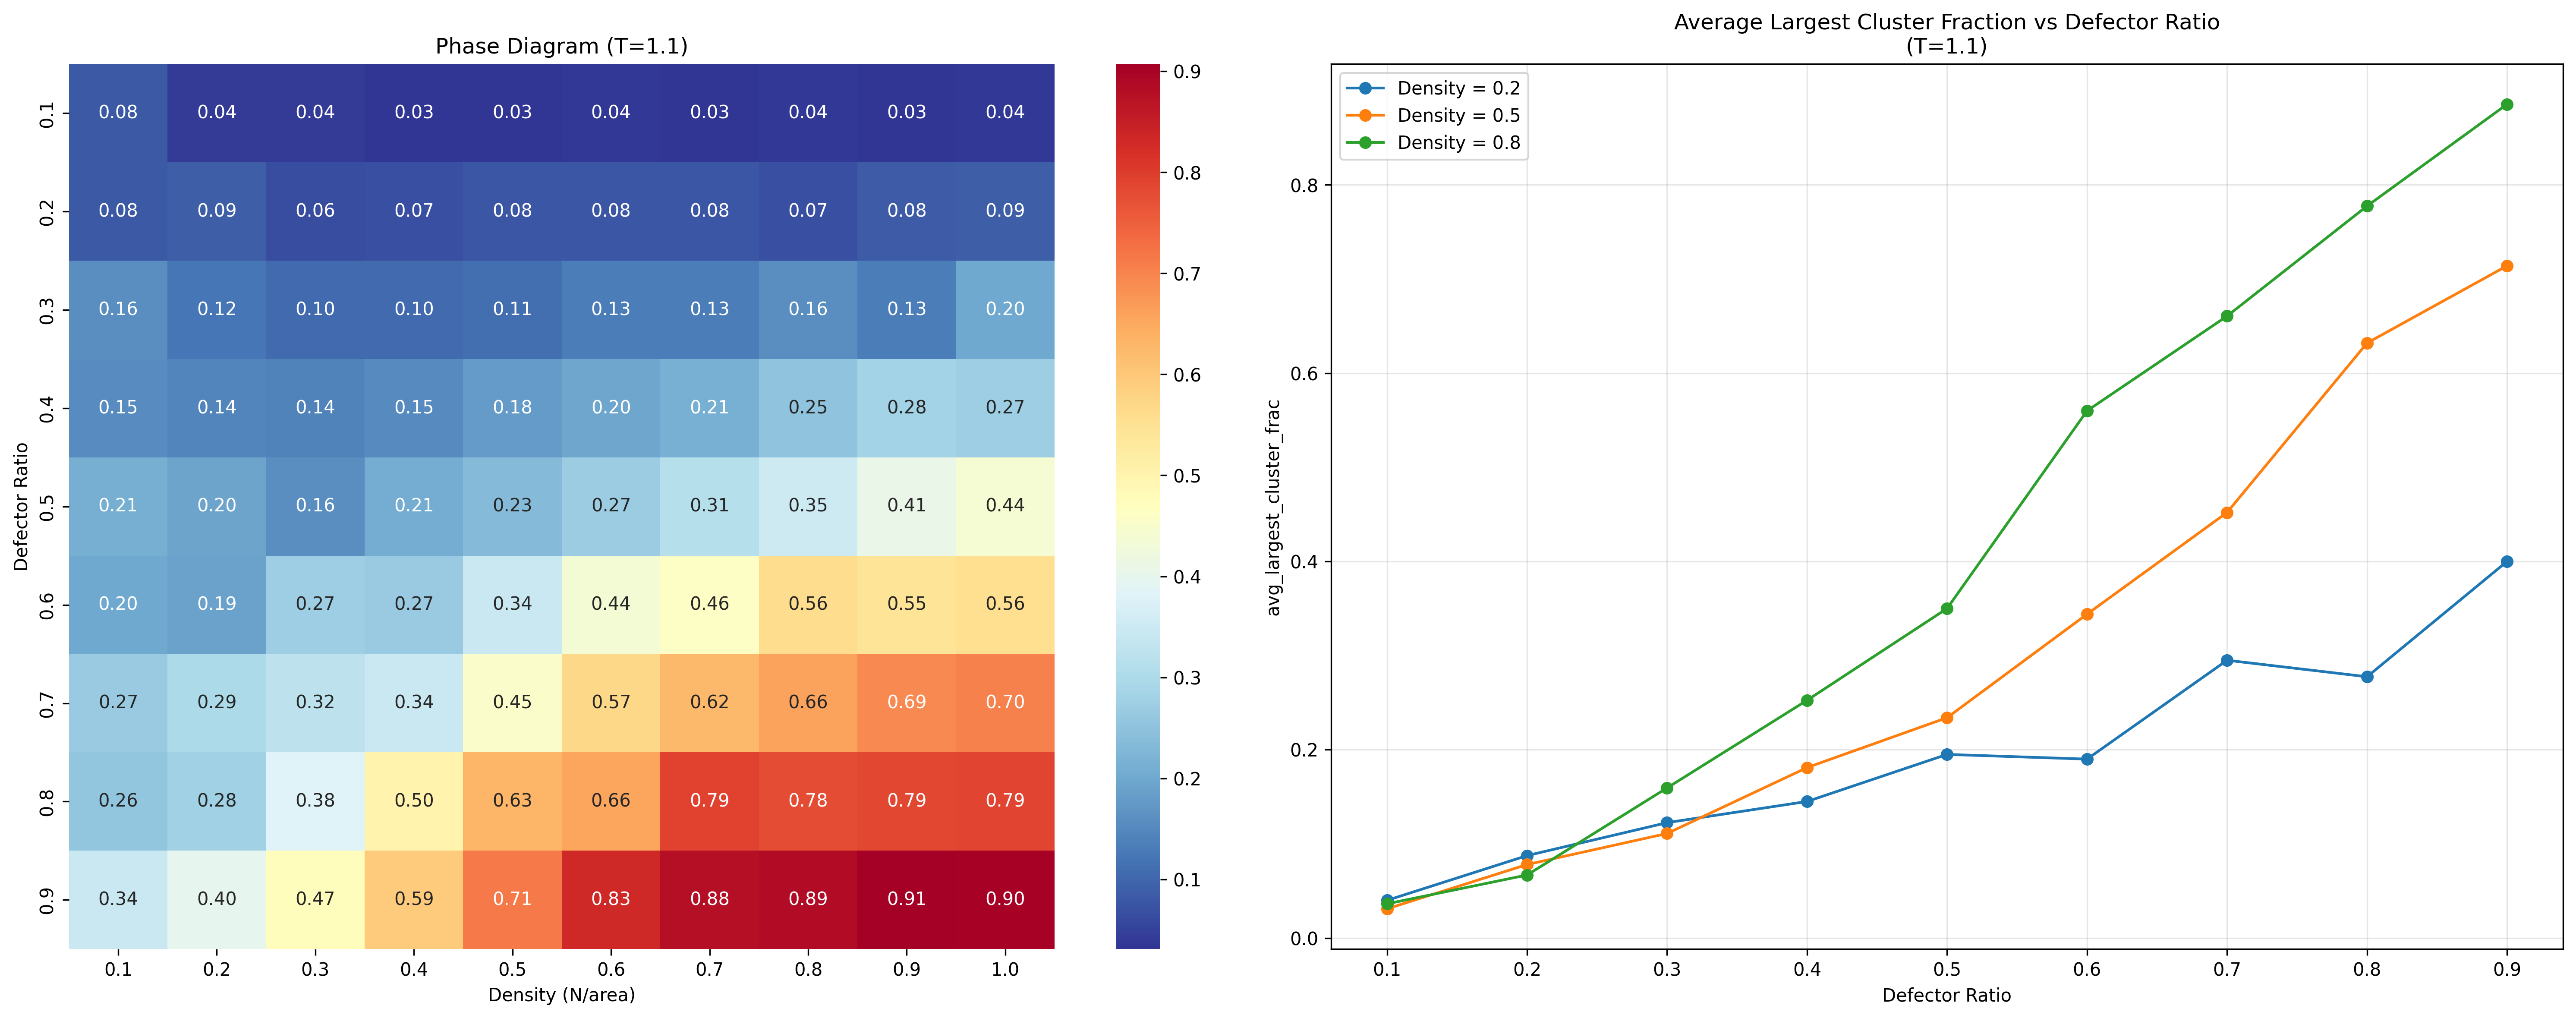 Phase Diagram (T=1.1)
Defector Ratio
0.1 0.08 0.04 0.04 0.03 0.03 0.04 0.03 0.04 0.03 0.04
0.2 0.08 0.09 0.06 0.07 0.08 0.08 0.08 0.07 0.08 0.09
0.3 0.16 0.12 0.10 0.10 0.11 0.13 0.13 0.16 0.13 0.20
0.4 0.15 0.14 0.14 0.15 0.18 0.20 0.21 0.25 0.28 0.27
0.5 0.21 0.20 0.16 0.21 0.23 0.27 0.31 0.35 0.41 0.44
0.6 0.20 0.19 0.27 0.27 0.34 0.44 0.46 0.56 0.55 0.56
0.7 0.27 0.29 0.32 0.34 0.45 0.57 0.62 0.66 0.69 0.70
0.8 0.26 0.28 0.38 0.50 0.63 0.66 0.79 0.78 0.79 0.79
0.9 0.34 0.40 0.47 0.59 0.71 0.83 0.88 0.89 0.91 0.90
0.1 0.2 0.3 0.4 0.5 0.6 0.7 0.8 0.9 1.0
Density (N/area)
0.9
0.8
0.7
0.6
0.5
0.4
0.3
0.2
0.1
Average Largest Cluster Fraction vs Defector Ratio
(T=1.1)
Density = 0.2
Density = 0.5
Density = 0.8
avg_largest_cluster_frac
0.8
0.6
0.4
0.2
0.0
0.1 0.2 0.3 0.4 0.5 0.6 0.7 0.8 0.9
Defector Ratio